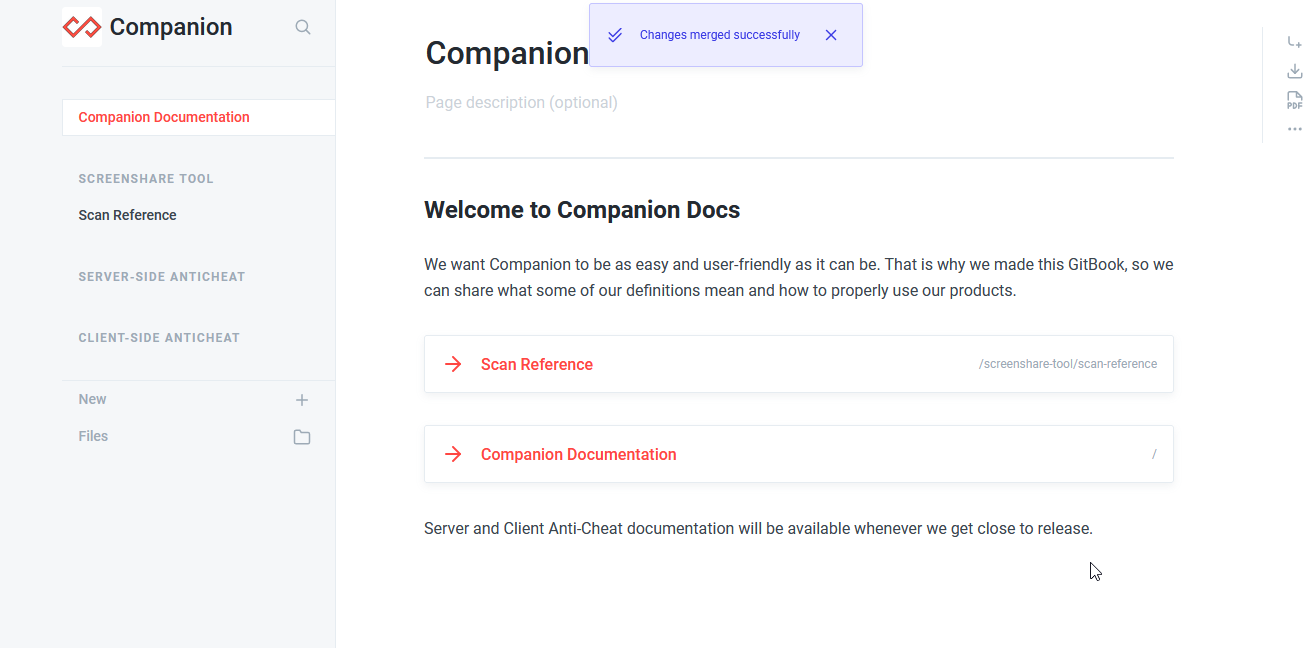 Companion
Companion Documentation
SCREENSHARE TOOL
Scan Reference
SERVER-SIDE ANTICHEAT
CLIENT-SIDE ANTICHEAT
New
Files
Changes merged successfully
Companion
Page description (optional)
Welcome to Companion Docs
We want Companion to be as easy and user-friendly as it can be. That is why we made this GitBook, so we
can share what some of our definitions mean and how to properly use our products.
Scan Reference /screenshare-tool/scan-reference
Companion Documentation /
Server and Client Anti-Cheat documentation will be available whenever we get close to release.
PDF